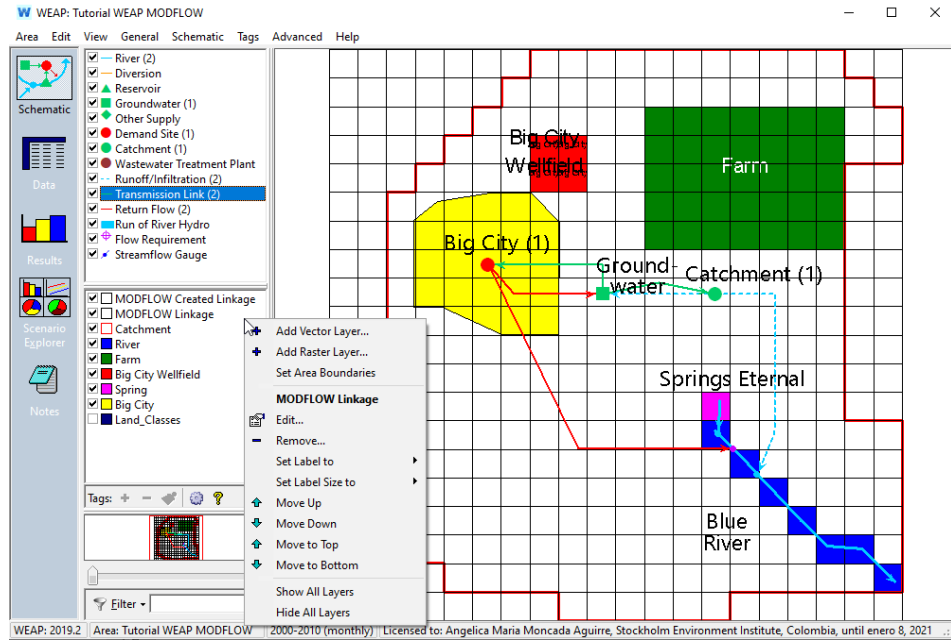 WEAP: Tutorial WEAP MODFLOW
Area Edit View General Schematic Tags Advanced Help
Schematic
Data
Results
Scenario
Explorer
Notes
River (2)
Diversion
Reservoir
Groundwater (1)
Other Supply
Demand Site (1)
Catchment (1)
Wastewater Treatment Plant
Runoff/Infiltration (2)
Transmission Link (2)
Return Flow (2)
Run of River Hydro
Flow Requirement
Streamflow Gauge
MODFLOW Created Linkage
MODFLOW Linkage
Catchment
River
Farm
Big City Wellfield
Spring
Big City
Land_Classes
Tags:
Filter
Add Vector Layer...
Add Raster Layer...
Set Area Boundaries
MODFLOW Linkage
Edit...
Remove...
Set Label to
Set Label Size to
Move Up
Move Down
Move to Top
Move to Bottom
Show All Layers
Hide All Layers
Big City
Wellfield
Farm
Big City (1)
Ground-
water
Catchment (1)
Springs Eternal
Blue
River
WEAP: 2019.2 Area: Tutorial WEAP MODFLOW 2000-2010 (monthly) Licensed to: Angelica Maria Moncada Aguirre, Stockholm Environment Institute, Colombia, until enero 8, 2021